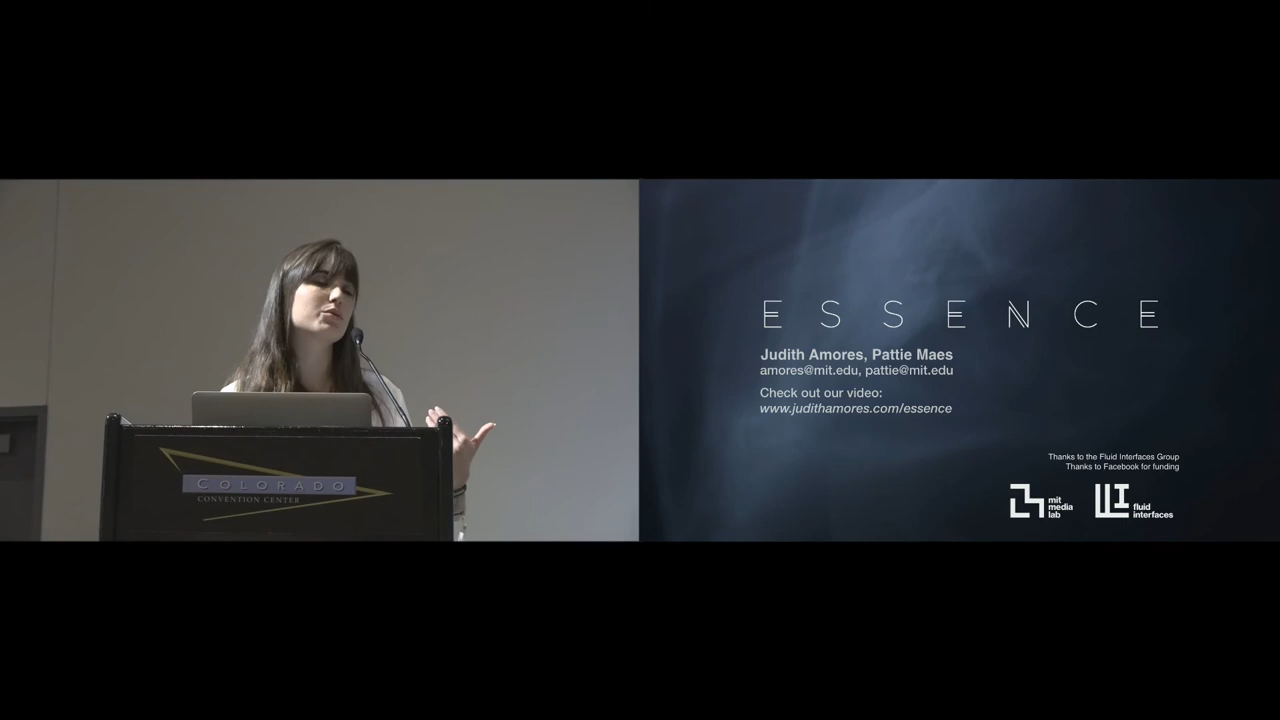 COLORADO
CONVENTION CENTER
ESSENCE
Judith Amores, Pattie Maes
amores@mit.edu, pattie@mit.edu
Check out our video:
www.judithamores.com/essence
Thanks to the Fluid Interfaces Group
Thanks to Facebook for funding
mit
media
lab
fluid
interfaces